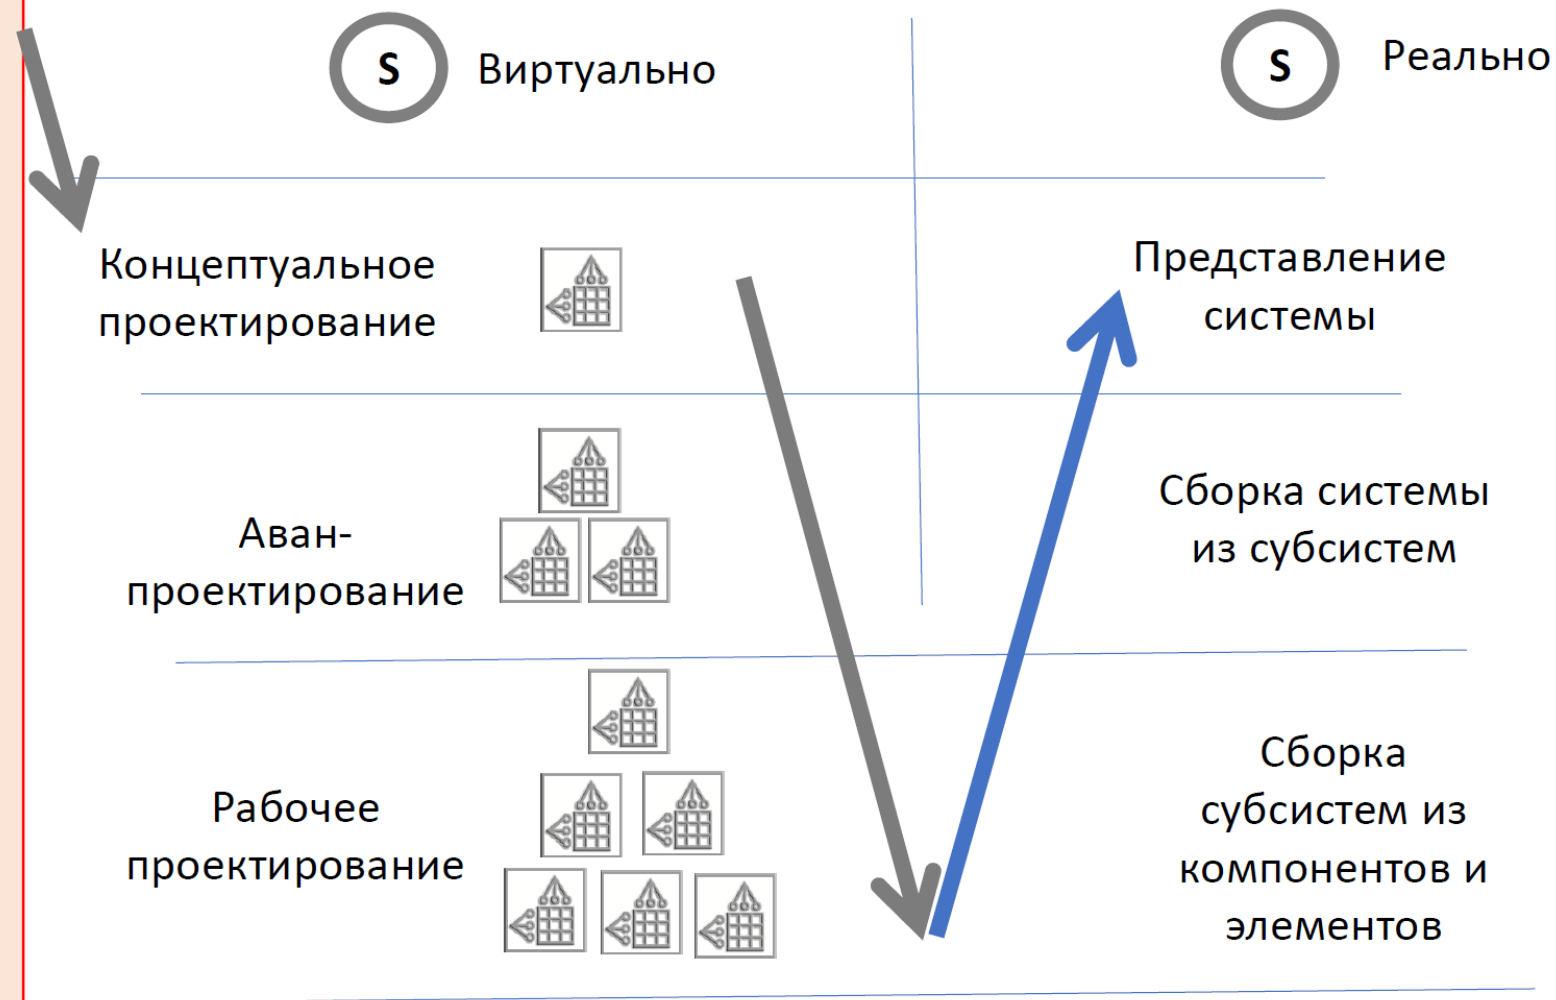 S
Виртуально
S
Реально
Концептуальное
проектирование
Представление
системы
Аван-
проектирование
Сборка системы
из субсистем
Рабочее
проектирование
Сборка
субсистем из
компонентов и
элементов